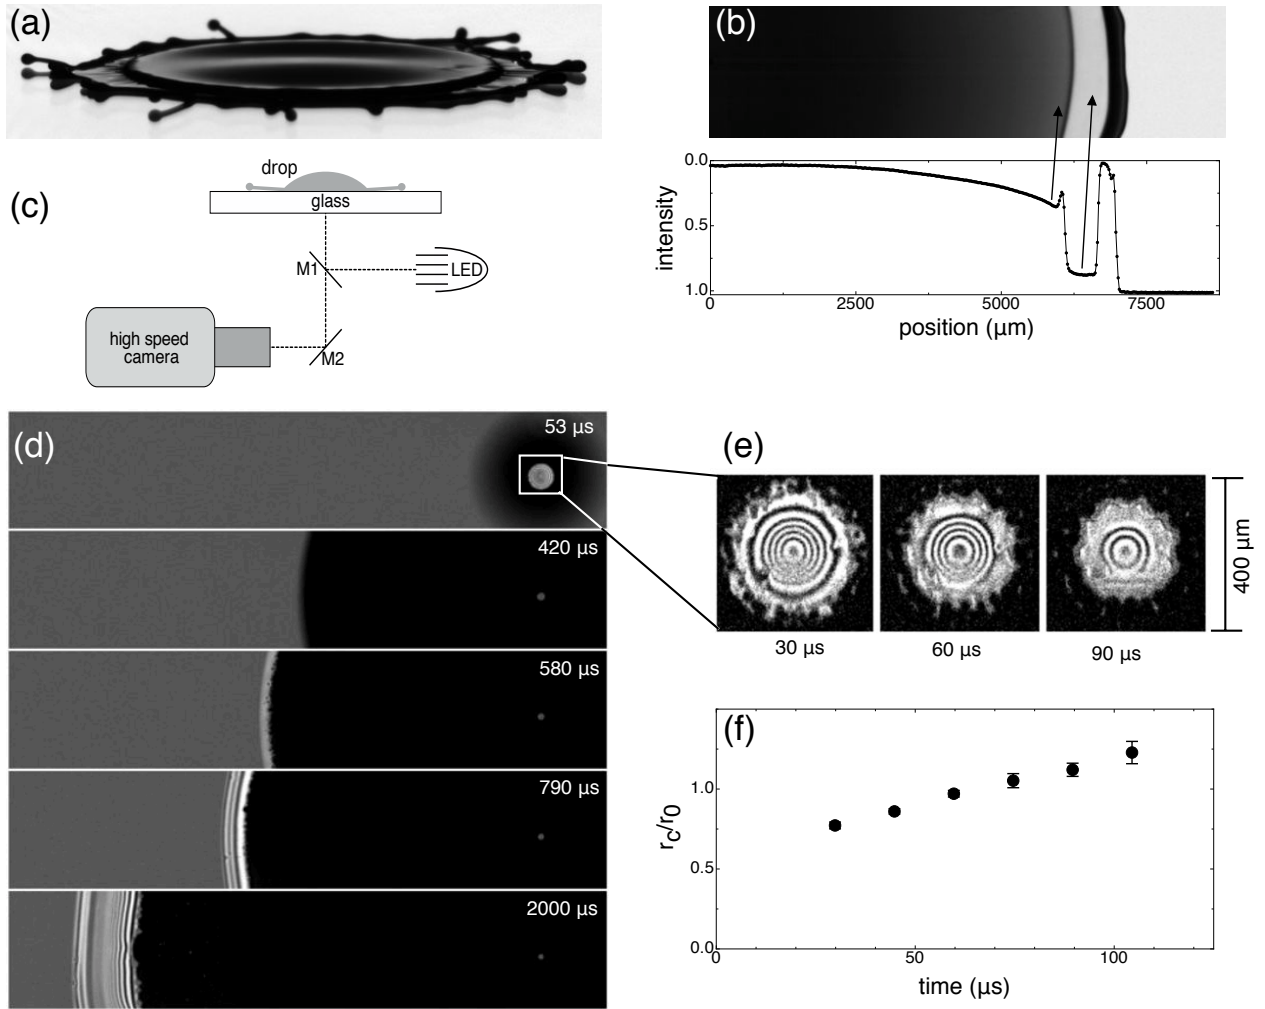 (a)
(b)
0.0
0.5
1.0
intensity
0
2500
5000
7500
position (µm)
(c)
drop
glass
M1
LED
high speed
camera
M2
(d)
53 µs
420 µs
580 µs
790 µs
2000 µs
(e)
400 µm
30 µs
60 µs
90 µs
(f)
1.0
0.5
0.0
rc/r0
0
50
100
time (µs)